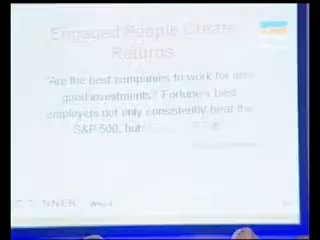 Engaged People Create
Returns
"Are the best companies to work for also
good investments? Fortune's best
employers not only consistently beat the
S&P 500, but